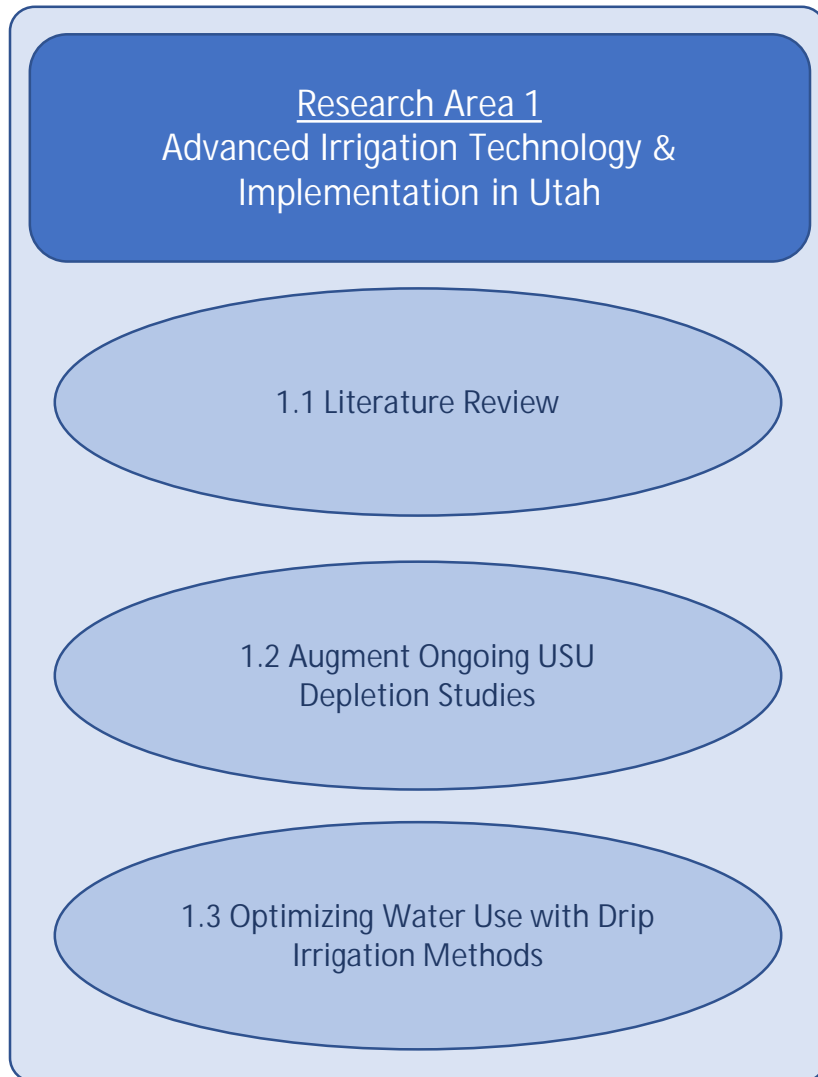 Research Area 1
Advanced Irrigation Technology &
Implementation in Utah
1.1 Literature Review
1.2 Augment Ongoing USU
Depletion Studies
1.3 Optimizing Water Use with Drip
Irrigation Methods